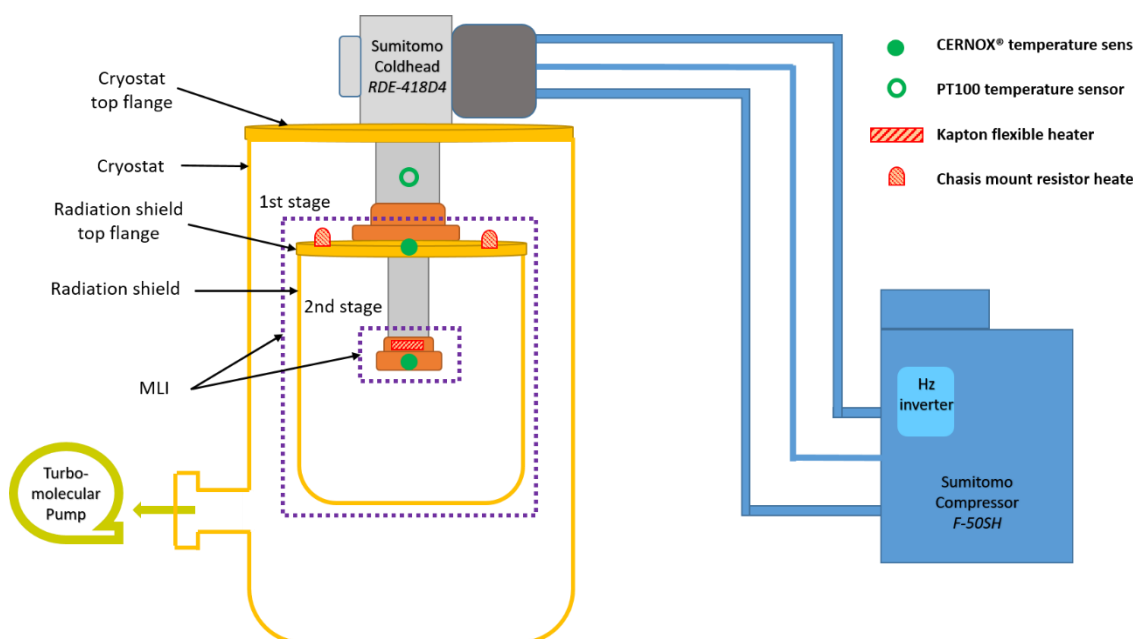 Sumitomo
Coldhead
RDE-418D4
Cryostat
top flange
Cryostat
Radiation shield
top flange
Radiation shield
MLI
1st stage
2nd stage
Turbo-
molecular
Pump
CERNOX® temperature sens
PT100 temperature sensor
Kapton flexible heater
Chasis mount resistor heate
Hz
inverter
Sumitomo
Compressor
F-50SH